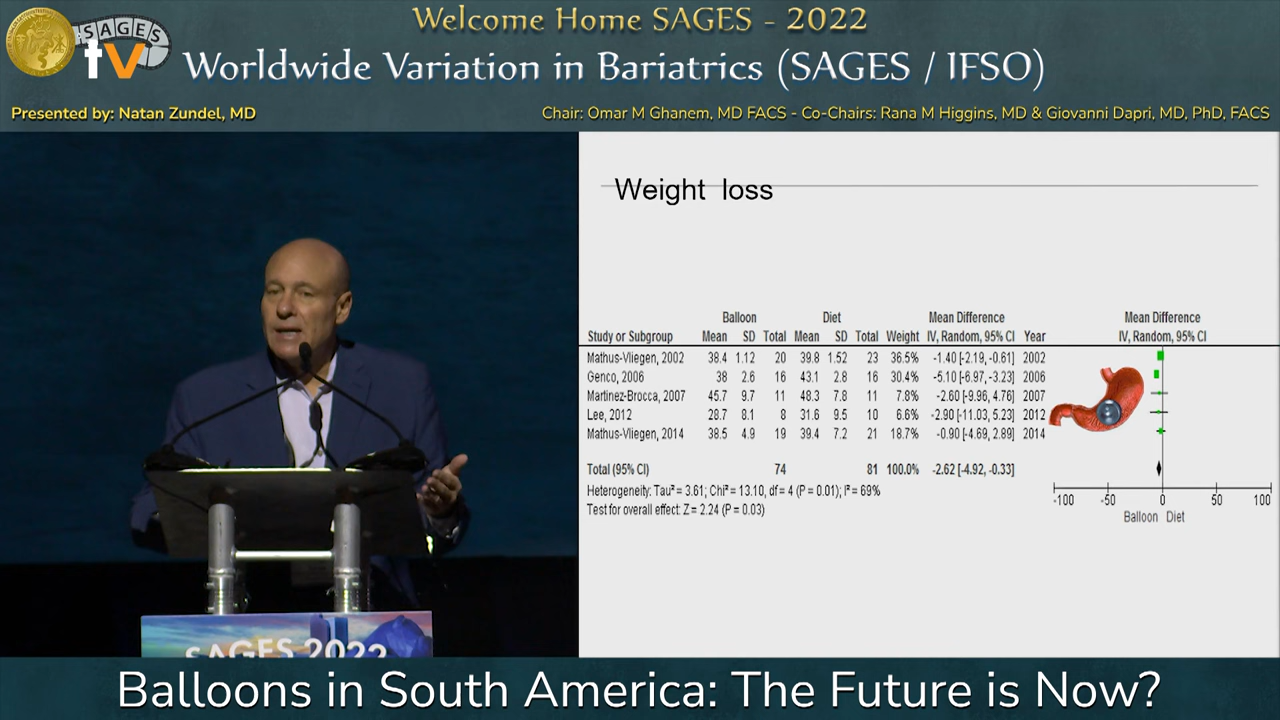 Welcome Home SAGES - 2022
SAGES
tv
Worldwide Variation in Bariatrics (SAGES / IFSO)
Presented by: Natan Zundel, MD
Chair: Omar M Ghanem, MD FACS - Co-Chairs: Rana M Higgins, MD & Giovanni Dapri, MD, PhD, FACS
Weight loss
Balloon Diet Mean Difference Mean Difference
Study or Subgroup Mean SD Total Mean SD Total Weight IV, Random, 95% CI Year IV, Random, 95% CI
Mathus-Vliegen, 2002 38.4 1.12 20 39.8 1.52 23 36.5% -1.40 [-2.19, -0.61] 2002
Genco, 2006 38 2.6 16 43.1 2.8 16 30.4% -5.10 [-6.97, -3.23] 2006
Martinez-Brocca, 2007 45.7 9.7 11 48.3 7.8 11 7.8% -2.60 [-9.96, 4.76] 2007
Lee, 2012 28.7 8.1 8 31.6 9.5 10 6.6% -2.90 [-11.03, 5.23] 2012
Mathus-Vliegen, 2014 38.5 4.9 19 39.4 7.2 21 18.7% -0.90 [-4.69, 2.89] 2014
Total (95% CI) 74 81 100.0% -2.62 [-4.92, -0.33]
Heterogeneity: Tau² = 3.61; Chi² = 13.10, df = 4 (P = 0.01); I² = 69%
Test for overall effect: Z = 2.24 (P = 0.03)
-100 -50 0 50 100
Balloon Diet
SAGES 2022
Balloons in South America: The Future is Now?